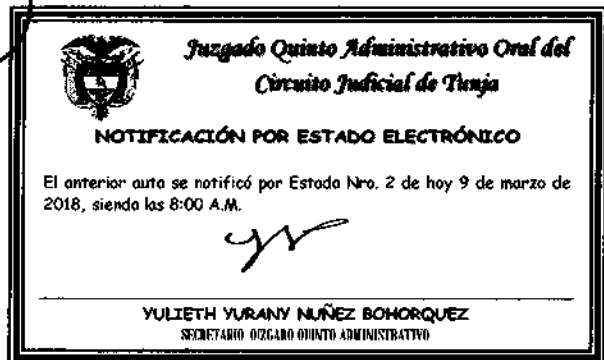 Juzgado Quinto Administrativo Oral del
Circuito Judicial de Tunja
NOTIFICACIÓN POR ESTADO ELECTRÓNICO
El anterior auto se notificó por Estado Nro. 2 de hoy 9 de marzo de
2018, siendo las 8:00 A.M.
YULIETH YURANY NUÑEZ BOHORQUEZ
SECRETARIO JUZGADO QUINTO ADMINISTRATIVO